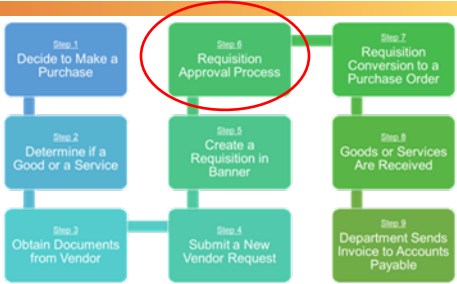 Step 1
Decide to Make a
Purchase
Step 2
Determine if a
Good or a Service
Step 3
Obtain Documents
from Vendor
Step 4
Submit a New
Vendor Request
Step 5
Create a
Requisition in
Banner
Step 6
Requisition
Approval Process
Step 7
Requisition
Conversion to a
Purchase Order
Step 8
Goods or Services
Are Received
Step 9
Department Sends
Invoice to Accounts
Payable